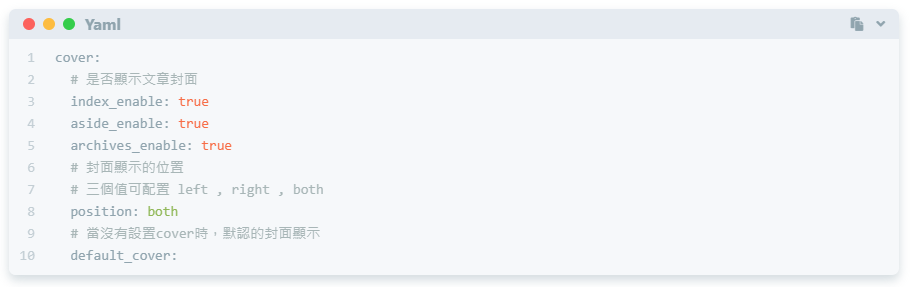 Yaml
1 cover:
2   # 是否顯示文章封面
3   index_enable: true
4   aside_enable: true
5   archives_enable: true
6   # 封面顯示的位置
7   # 三個值可配置 left , right , both
8   position: both
9   # 當沒有設置cover時，默認的封面顯示
10   default_cover: